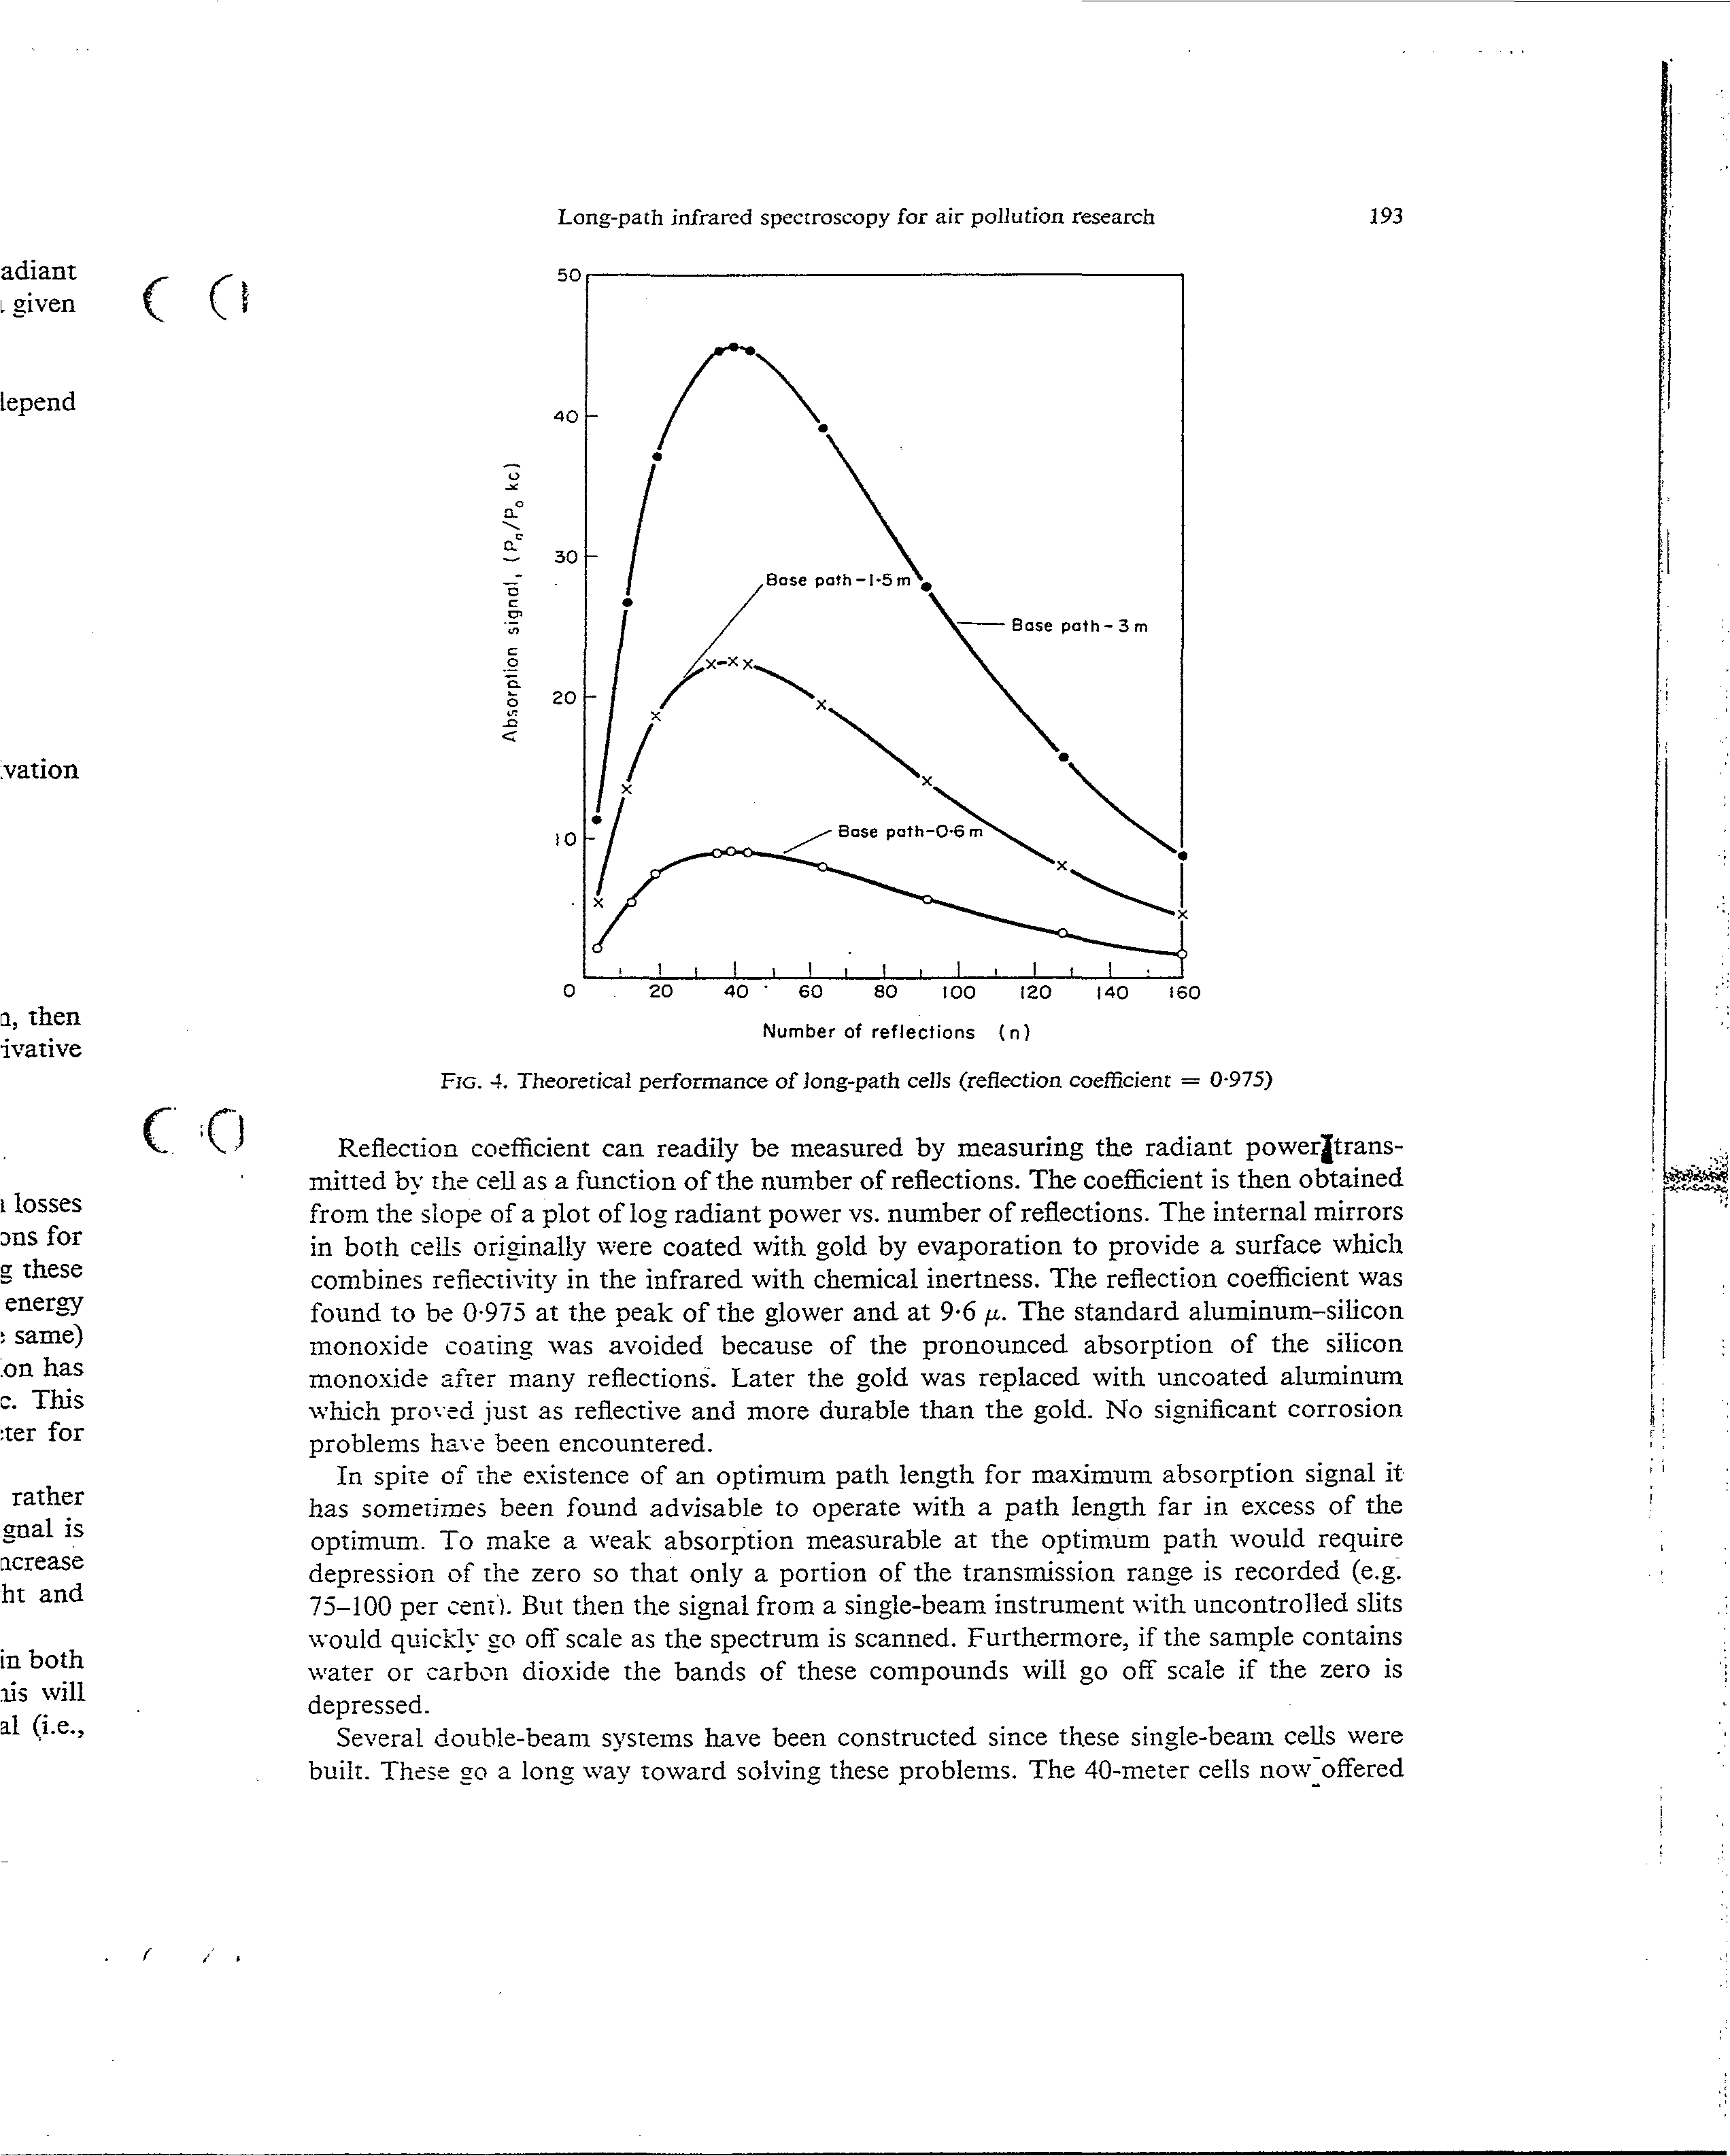 Long-path infrared spectroscopy for air pollution research 193
adiant
given
depend
vation
then
ivative
losses
ons for
g these
energy
same)
ion has
c. This
ter for
rather
gnal is
ncrease
ht and
in both
his will
al (i.e.,
50
40
30
20
10
0 20 40 60 80 100 120 140 160
Absorption signal, (Pn/Po kc)
Base path-1·5 m
Base path-3 m
Base path-0·6 m
Number of reflections (n)
FIG. 4. Theoretical performance of long-path cells (reflection coefficient = 0·975)
Reflection coefficient can readily be measured by measuring the radiant power trans-
mitted by the cell as a function of the number of reflections. The coefficient is then obtained
from the slope of a plot of log radiant power vs. number of reflections. The internal mirrors
in both cells originally were coated with gold by evaporation to provide a surface which
combines reflectivity in the infrared with chemical inertness. The reflection coefficient was
found to be 0·975 at the peak of the glower and at 9·6 μ. The standard aluminum–silicon
monoxide coating was avoided because of the pronounced absorption of the silicon
monoxide after many reflections. Later the gold was replaced with uncoated aluminum
which proved just as reflective and more durable than the gold. No significant corrosion
problems have been encountered.
In spite of the existence of an optimum path length for maximum absorption signal it
has sometimes been found advisable to operate with a path length far in excess of the
optimum. To make a weak absorption measurable at the optimum path would require
depression of the zero so that only a portion of the transmission range is recorded (e.g.
75–100 per cent). But then the signal from a single-beam instrument with uncontrolled slits
would quickly go off scale as the spectrum is scanned. Furthermore, if the sample contains
water or carbon dioxide the bands of these compounds will go off scale if the zero is
depressed.
Several double-beam systems have been constructed since these single-beam cells were
built. These go a long way toward solving these problems. The 40-meter cells now offered